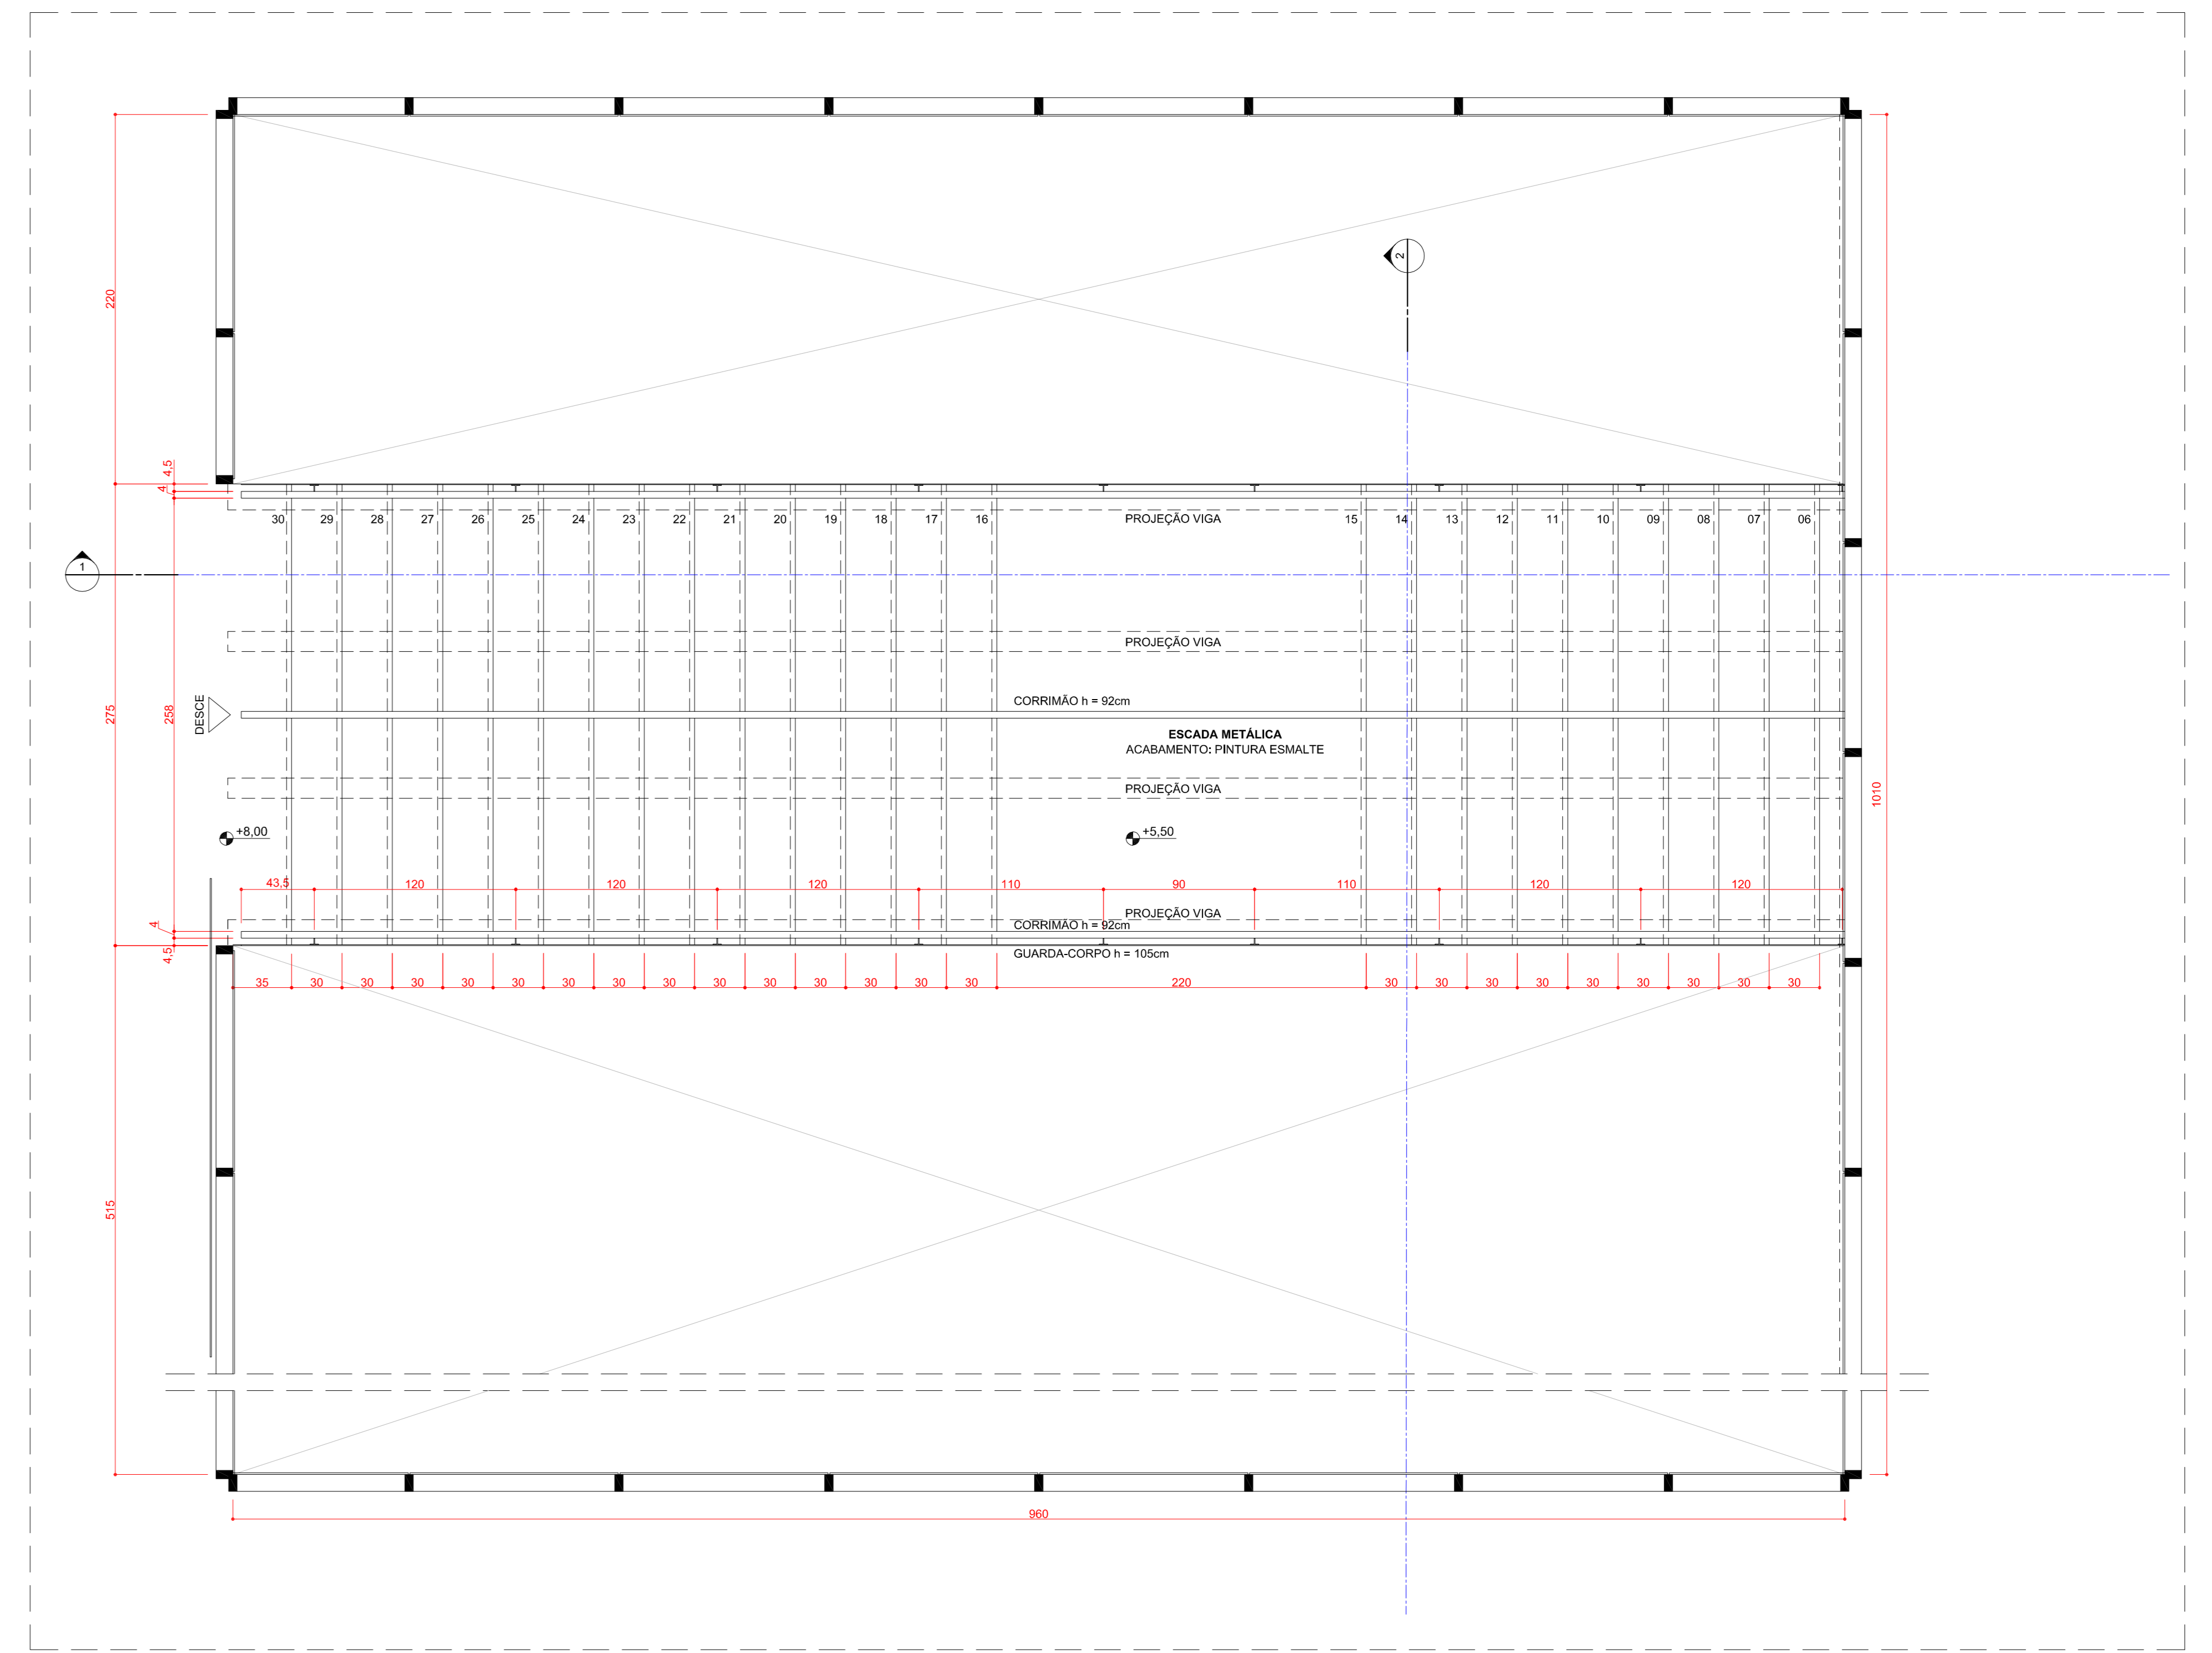 2
220
4,5
4
30 29 28 27 26 25 24 23 22 21 20 19 18 17 16 PROJEÇÃO VIGA 15 14 13 12 11 10 09 08 07 06
1
PROJEÇÃO VIGA
DESCE
275
258
CORRIMÃO h = 92cm
ESCADA METÁLICA
ACABAMENTO: PINTURA ESMALTE
PROJEÇÃO VIGA
1010
+8,00 +5,50
43,5 120 120 120 110 90 110 120 120
PROJEÇÃO VIGA
4
CORRIMÃO h = 92cm
4,5
GUARDA-CORPO h = 105cm
35 30 30 30 30 30 30 30 30 30 30 30 30 30 30 220 30 30 30 30 30 30 30 30 30
515
960